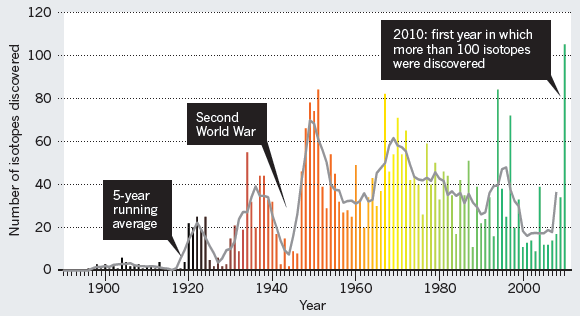 120
100
80
60
40
20
0
Number of isotopes discovered
2010: first year in which
more than 100 isotopes
were discovered
Second
World War
5-year
running
average
1900
1920
1940
1960
1980
2000
Year